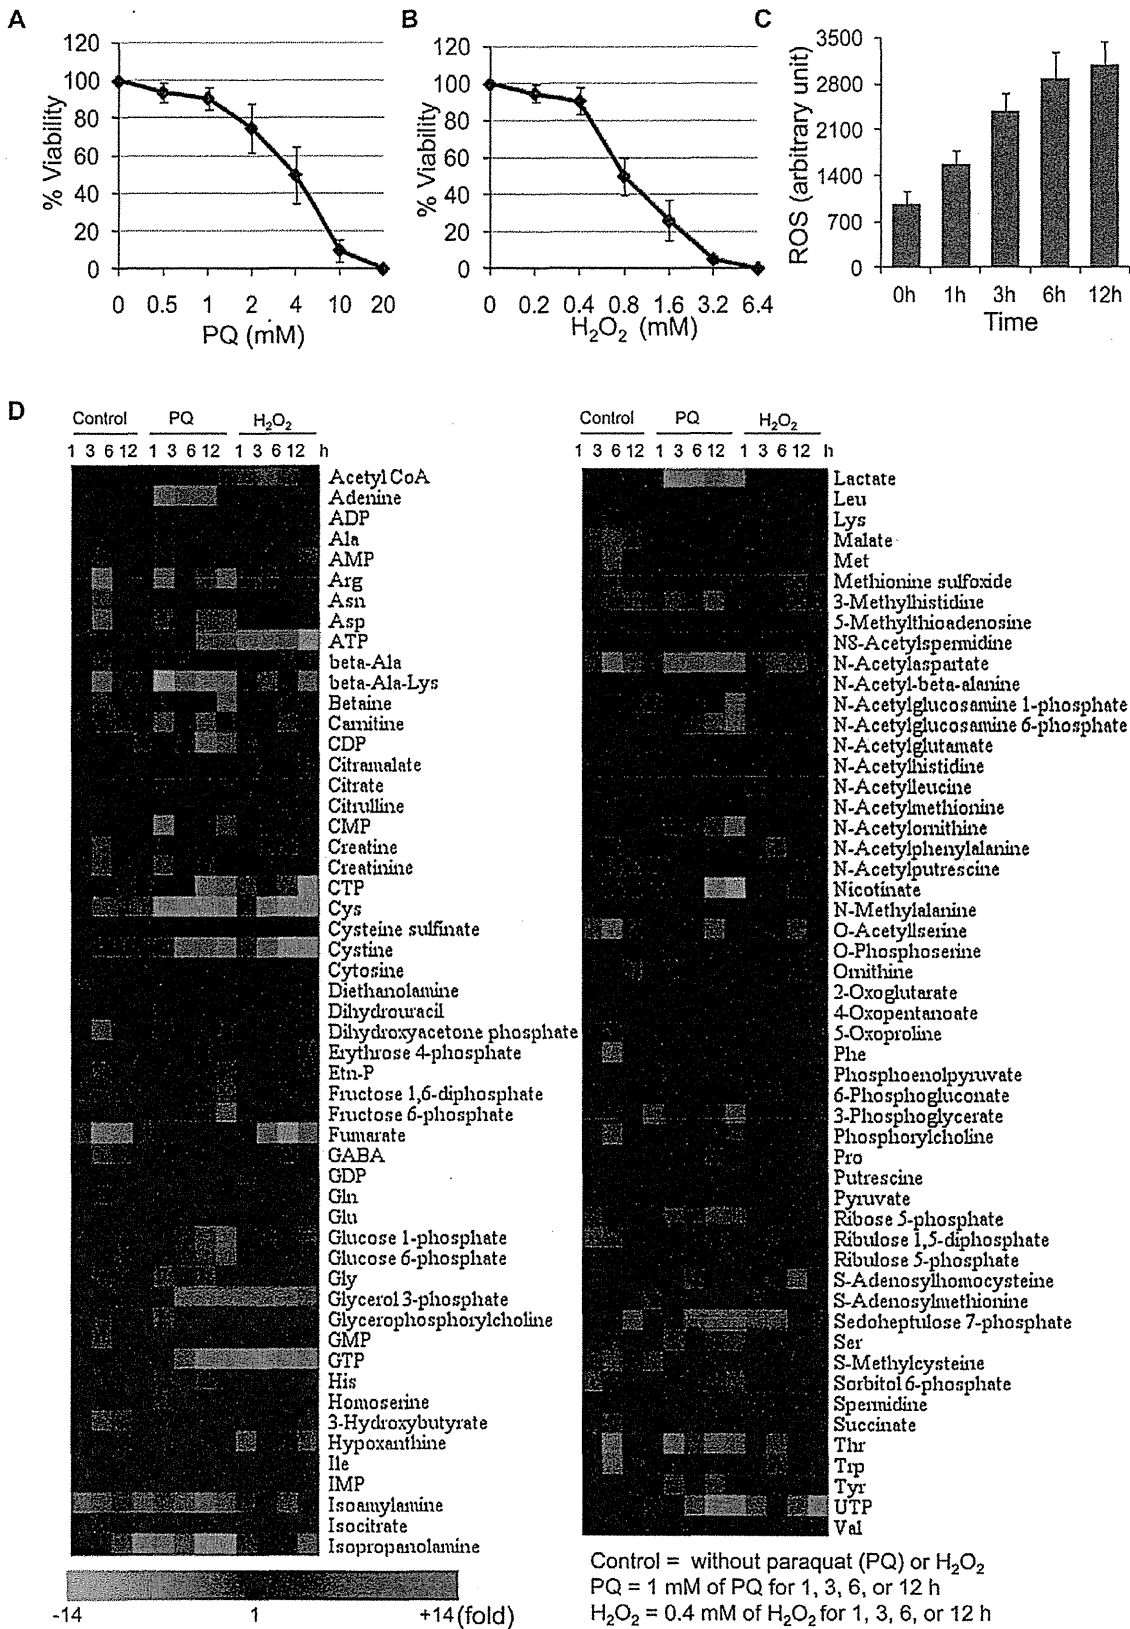 A
120
100
80
60
40
20
0
% Viability
0 0.5 1 2 4 10 20
PQ (mM)
B
120
100
80
60
40
20
0
% Viability
0 0.2 0.4 0.8 1.6 3.2 6.4
H₂O₂ (mM)
C
3500
2800
2100
1400
700
0
ROS (arbitrary unit)
0h 1h 3h 6h 12h
Time
D
Control PQ H₂O₂
1 3 6 12 1 3 6 12 1 3 6 12 h
Acetyl CoA
Adenine
ADP
Ala
AMP
Arg
Asn
Asp
ATP
beta-Ala
beta-Ala-Lys
Betaine
Carnitine
CDP
Citramalate
Citrate
Citrulline
CMP
Creatine
Creatinine
CTP
Cys
Cysteine sulfinate
Cystine
Cytosine
Diethanolamine
Dihydrouracil
Dihydroxyacetone phosphate
Erythrose 4-phosphate
Etn-P
Fructose 1,6-diphosphate
Fructose 6-phosphate
Fumarate
GABA
GDP
Gln
Glu
Glucose 1-phosphate
Glucose 6-phosphate
Gly
Glycerol 3-phosphate
Glycerophosphorylcholine
GMP
GTP
His
Homoserine
3-Hydroxybutyrate
Hypoxanthine
Ile
IMP
Isoamylamine
Isocitrate
Isopropanolamine
-14 1 +14 (fold)
Control PQ H₂O₂
1 3 6 12 1 3 6 12 1 3 6 12 h
Lactate
Leu
Lys
Malate
Met
Methionine sulfoxide
3-Methylhistidine
5-Methylthioadenosine
N8-Acetylspermidine
N-Acetylaspartate
N-Acetyl-beta-alanine
N-Acetylglucosamine 1-phosphate
N-Acetylglucosamine 6-phosphate
N-Acetylglutamate
N-Acetylhistidine
N-Acetylleucine
N-Acetylmethionine
N-Acetylornithine
N-Acetylphenylalanine
N-Acetylputrescine
Nicotinate
N-Methylalanine
O-Acetyllserine
O-Phosphoserine
Ornithine
2-Oxoglutarate
4-Oxopentanoate
5-Oxoproline
Phe
Phosphoenolpyruvate
6-Phosphogluconate
3-Phosphoglycerate
Phosphorylcholine
Pro
Putrescine
Pyruvate
Ribose 5-phosphate
Ribulose 1,5-diphosphate
Ribulose 5-phosphate
S-Adenosylhomocysteine
S-Adenosylmethionine
Sedoheptulose 7-phosphate
Ser
S-Methylcysteine
Sorbitol 6-phosphate
Spermidine
Succinate
Thr
Trp
Tyr
UTP
Val
Control = without paraquat (PQ) or H₂O₂
PQ = 1 mM of PQ for 1, 3, 6, or 12 h
H₂O₂ = 0.4 mM of H₂O₂ for 1, 3, 6, or 12 h